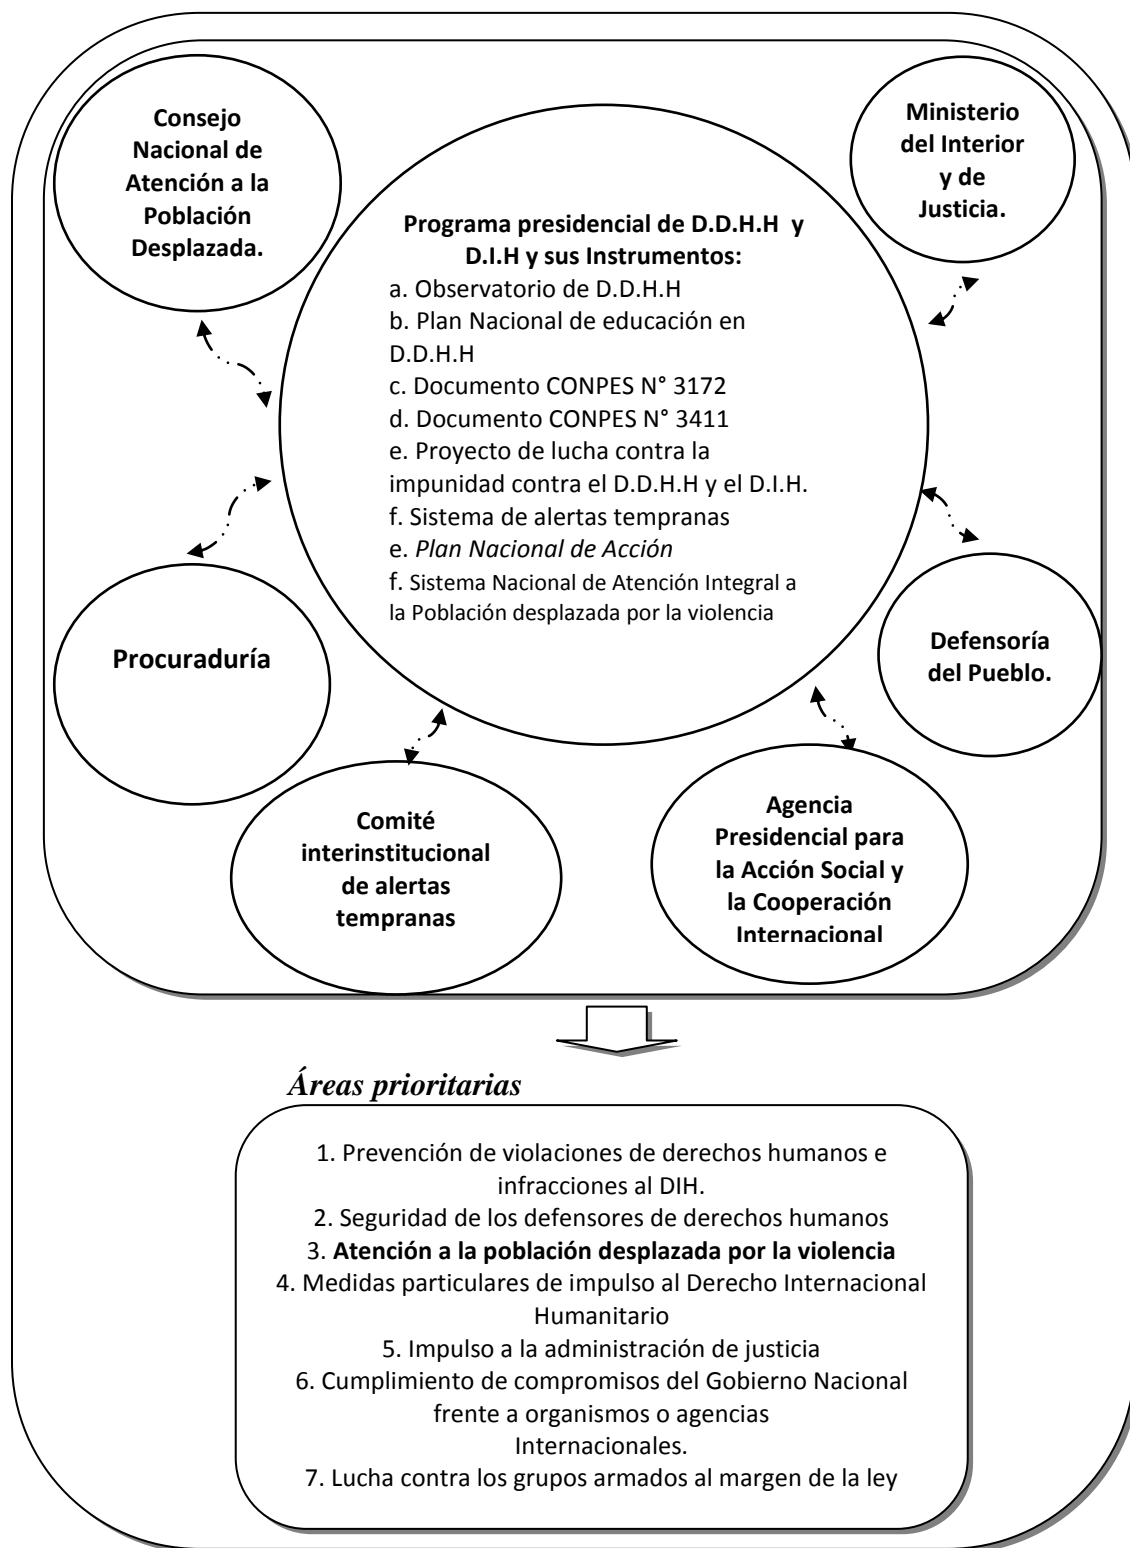 Consejo
Nacional de
Atención a la
Población
Desplazada.
Ministerio
del Interior
y de
Justicia.
Programa presidencial de D.D.H.H y
D.I.H y sus Instrumentos:
a. Observatorio de D.D.H.H
b. Plan Nacional de educación en
D.D.H.H
c. Documento CONPES N° 3172
d. Documento CONPES N° 3411
e. Proyecto de lucha contra la
impunidad contra el D.D.H.H y el D.I.H.
f. Sistema de alertas tempranas
e. Plan Nacional de Acción
f. Sistema Nacional de Atención Integral a
la Población desplazada por la violencia
Procuraduría
Defensoría
del Pueblo.
Comité
interinstitucional
de alertas
tempranas
Agencia
Presidencial para
la Acción Social y
la Cooperación
Internacional
Áreas prioritarias
1. Prevención de violaciones de derechos humanos e
infracciones al DIH.
2. Seguridad de los defensores de derechos humanos
3. Atención a la población desplazada por la violencia
4. Medidas particulares de impulso al Derecho Internacional
Humanitario
5. Impulso a la administración de justicia
6. Cumplimiento de compromisos del Gobierno Nacional
frente a organismos o agencias
Internacionales.
7. Lucha contra los grupos armados al margen de la ley